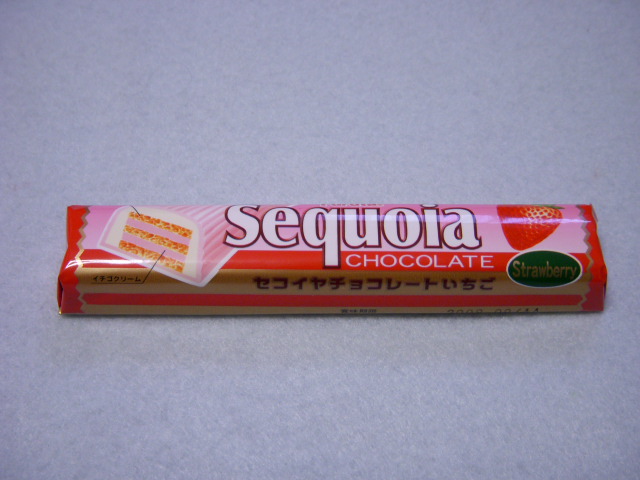 Sequoia
CHOCOLATE
Strawberry
イチゴクリーム
セコイヤチョコレートいちご